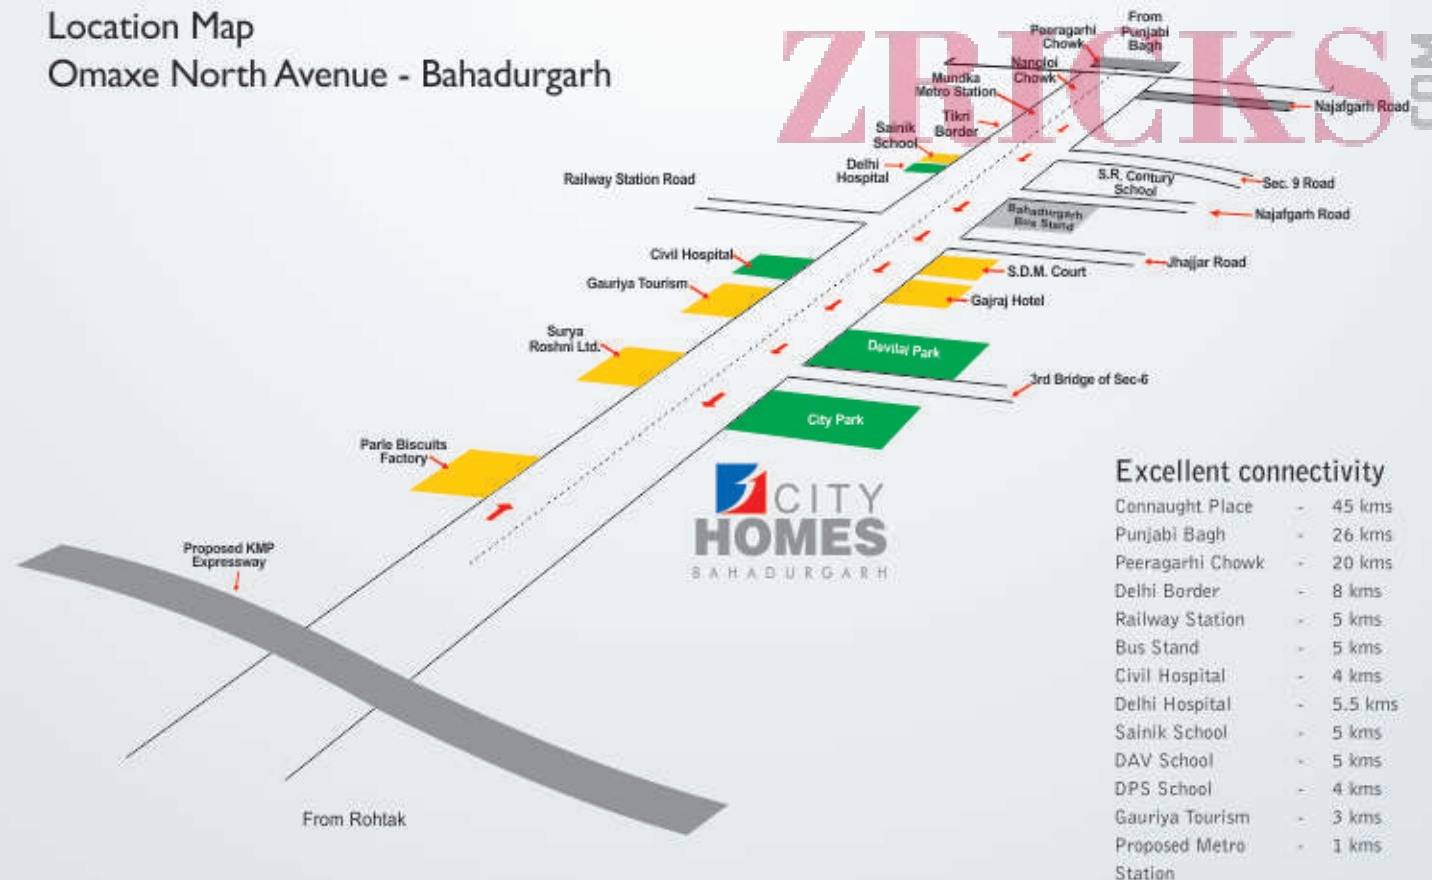 Location Map
Omaxe North Avenue - Bahadurgarh
ZRICKS
.COM
From
Punjabi
Bagh
Peeragarhi
Chowk
Nangloi
Chowk
Mundka
Metro Station
Najafgarh Road
Tikri
Border
Sainik
School
Delhi
Hospital
Railway Station Road
S.R. Century
School
Sec. 9 Road
Bahadurgarh
Bus Stand
Najafgarh Road
Civil Hospital
Jhajjar Road
S.D.M. Court
Gauriya Tourism
Gajraj Hotel
Surya
Roshni Ltd.
Devilal Park
3rd Bridge of Sec-6
City Park
Parle Biscuits
Factory
CITY
HOMES
BAHADURGARH
Proposed KMP
Expressway
From Rohtak
Excellent connectivity
Connaught Place - 45 kms
Punjabi Bagh - 26 kms
Peeragarhi Chowk - 20 kms
Delhi Border - 8 kms
Railway Station - 5 kms
Bus Stand - 5 kms
Civil Hospital - 4 kms
Delhi Hospital - 5.5 kms
Sainik School - 5 kms
DAV School - 5 kms
DPS School - 4 kms
Gauriya Tourism - 3 kms
Proposed Metro - 1 kms
Station